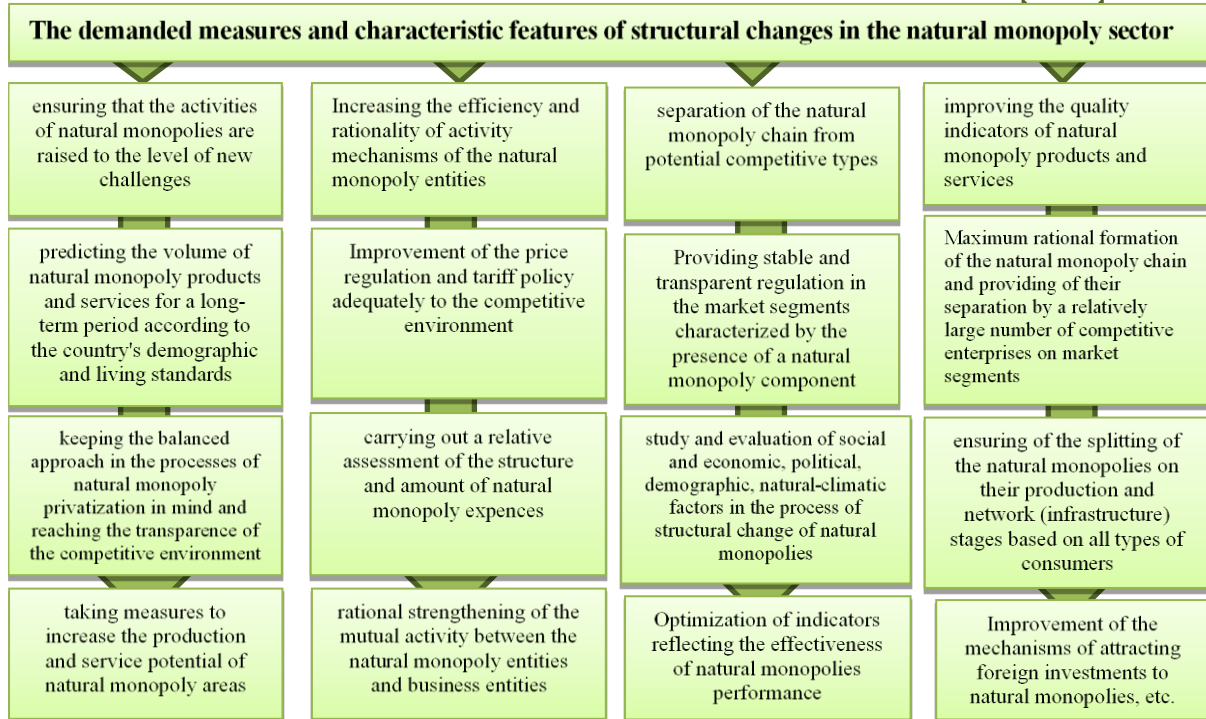 The demanded measures and characteristic features of structural changes in the natural monopoly sector
ensuring that the activities
of natural monopolies are
raised to the level of new
challenges
predicting the volume of
natural monopoly products
and services for a long-
term period according to
the country's demographic
and living standards
keeping the balanced
approach in the processes of
natural monopoly
privatization in mind and
reaching the transparence of
the competitive environment
taking measures to
increase the production
and service potential of
natural monopoly areas
Increasing the efficiency and
rationality of activity
mechanisms of the natural
monopoly entities
Improvement of the price
regulation and tariff policy
adequately to the competitive
environment
carrying out a relative
assessment of the structure
and amount of natural
monopoly expences
rational strengthening of the
mutual activity between the
natural monopoly entities
and business entities
separation of the natural
monopoly chain from
potential competitive types
Providing stable and
transparent regulation in
the market segments
characterized by the
presence of a natural
monopoly component
study and evaluation of social
and economic, political,
demographic, natural-climatic
factors in the process of
structural change of natural
monopolies
Optimization of indicators
reflecting the effectiveness
of natural monopolies
performance
improving the quality
indicators of natural
monopoly products and
services
Maximum rational formation
of the natural monopoly chain
and providing of their
separation by a relatively
large number of competitive
enterprises on market
segments
ensuring of the splitting of
the natural monopolies on
their production and
network (infrastructure)
stages based on all types of
consumers
Improvement of the
mechanisms of attracting
foreign investments to
natural monopolies, etc.